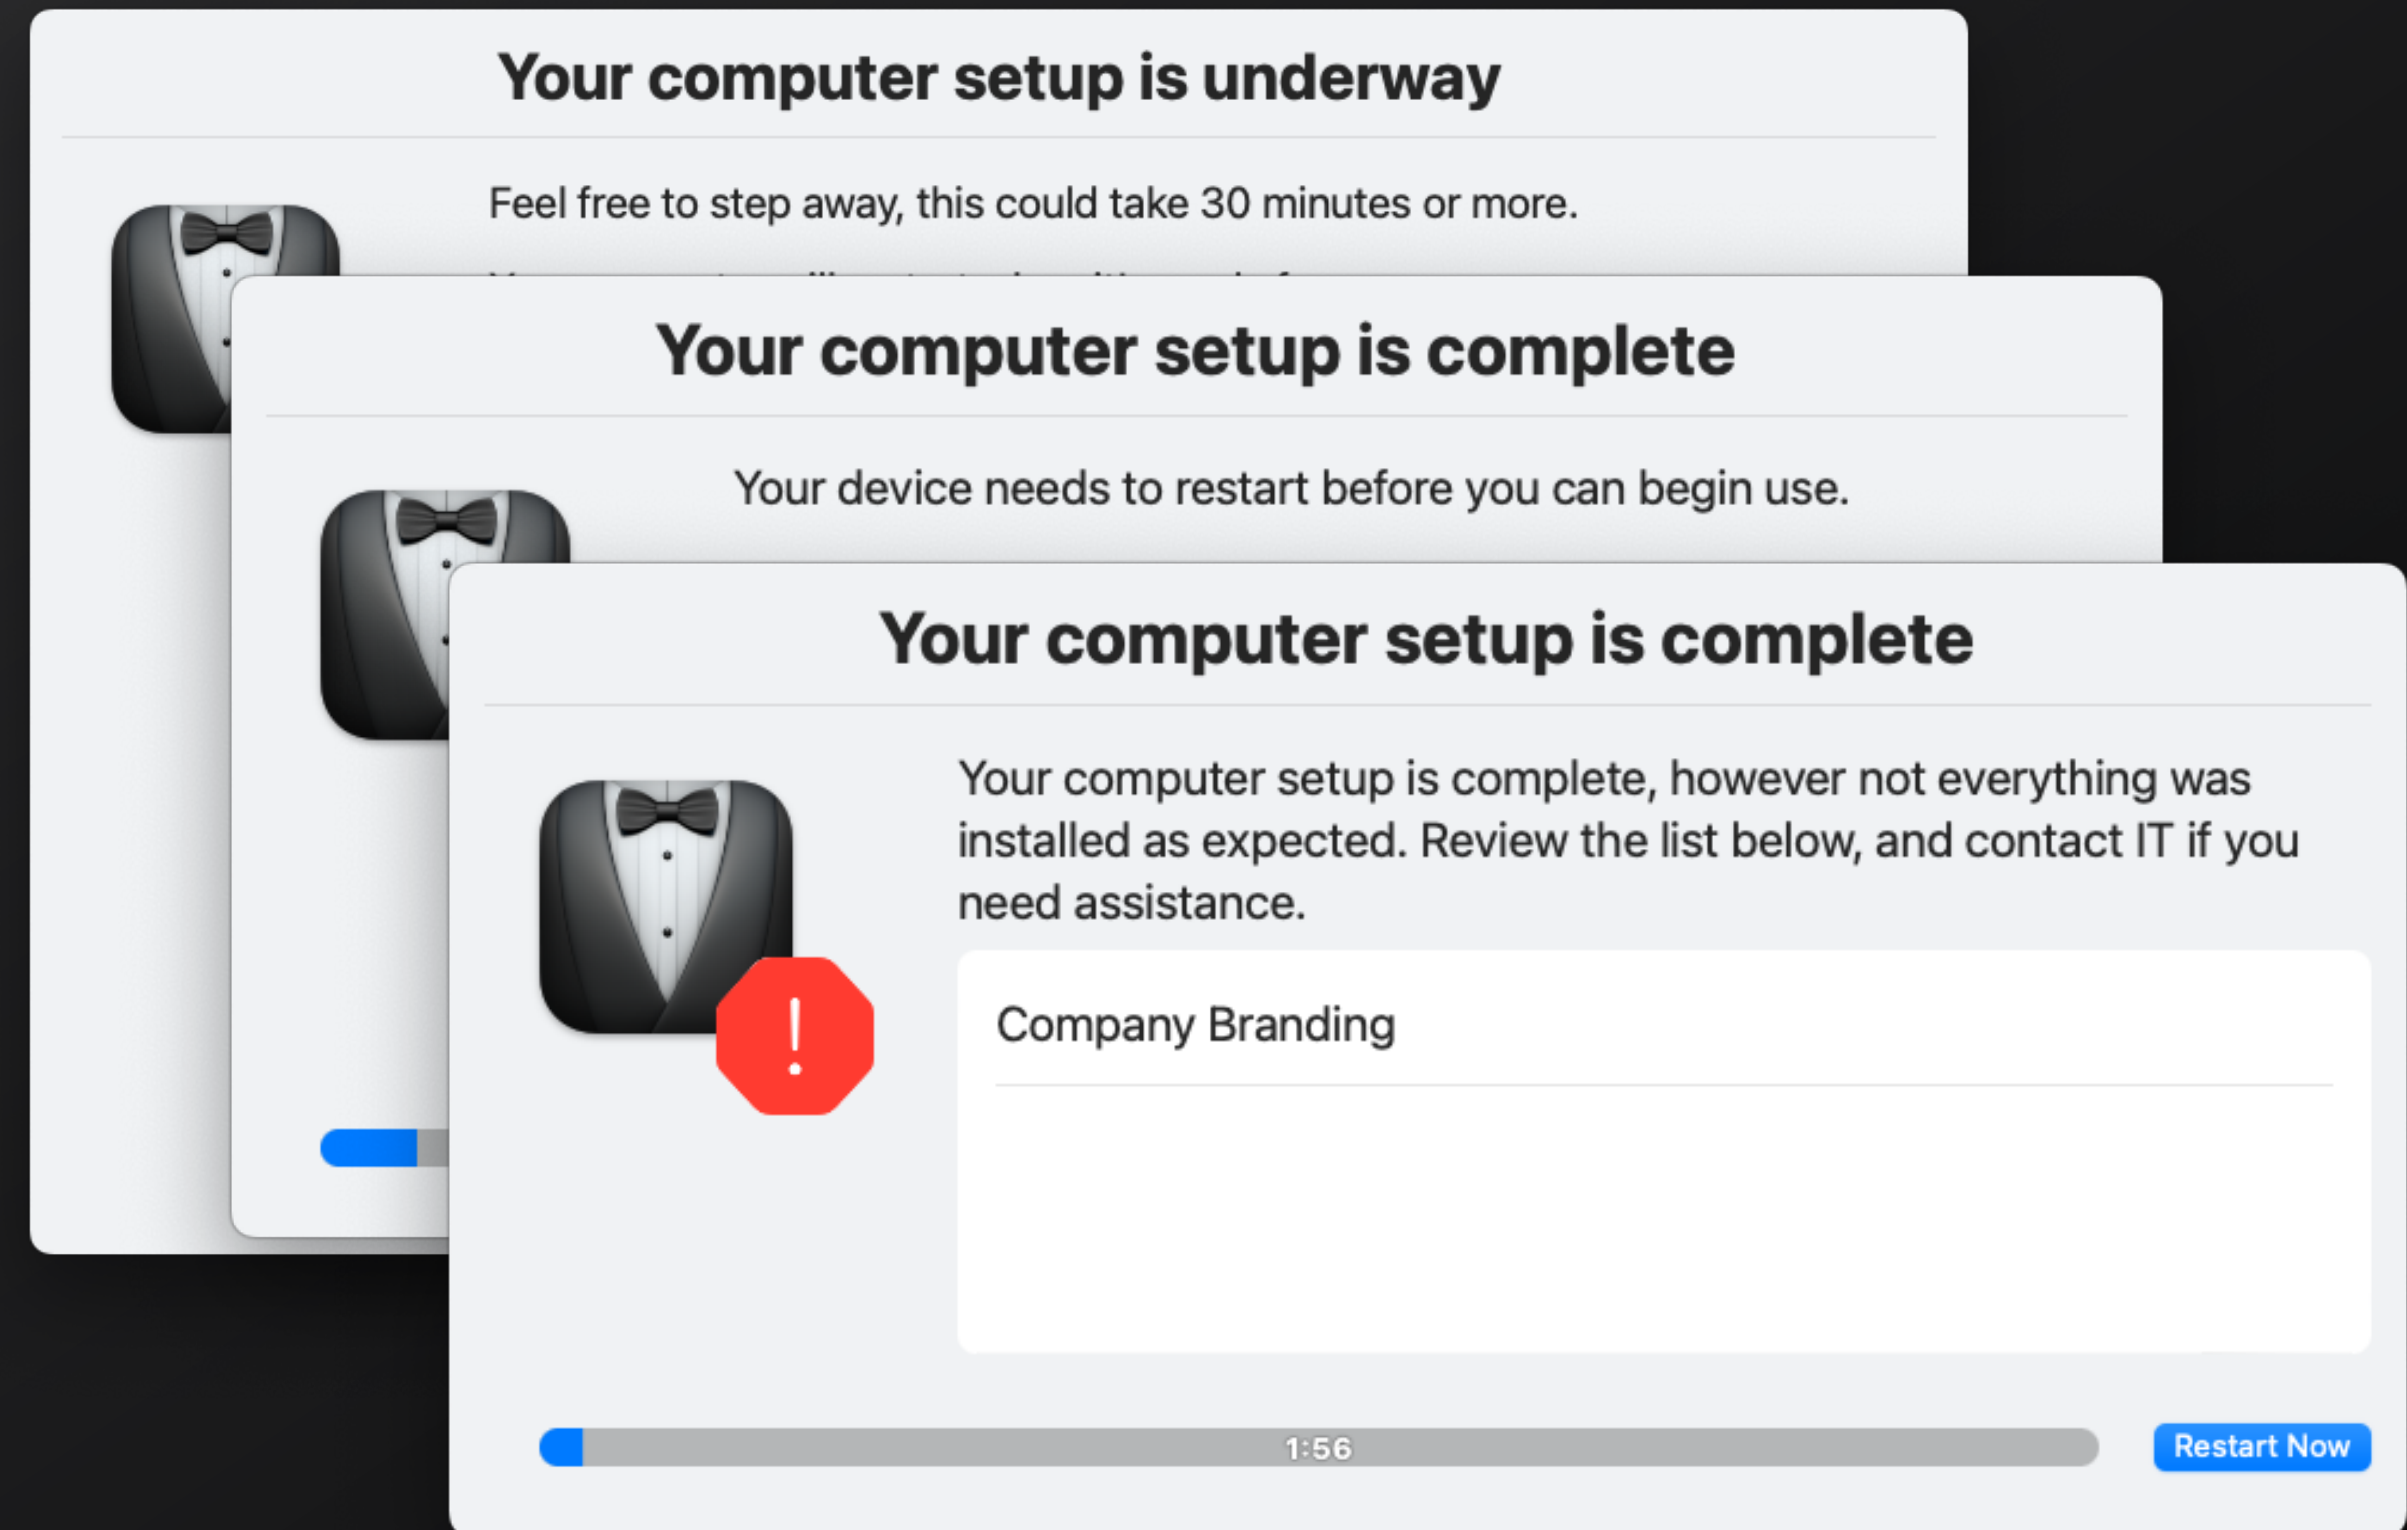 Your computer setup is underway
Feel free to step away, this could take 30 minutes or more.
Your computer setup is complete
Your device needs to restart before you can begin use.
Your computer setup is complete
Your computer setup is complete, however not everything was
installed as expected. Review the list below, and contact IT if you
need assistance.
Company Branding
1:56
Restart Now